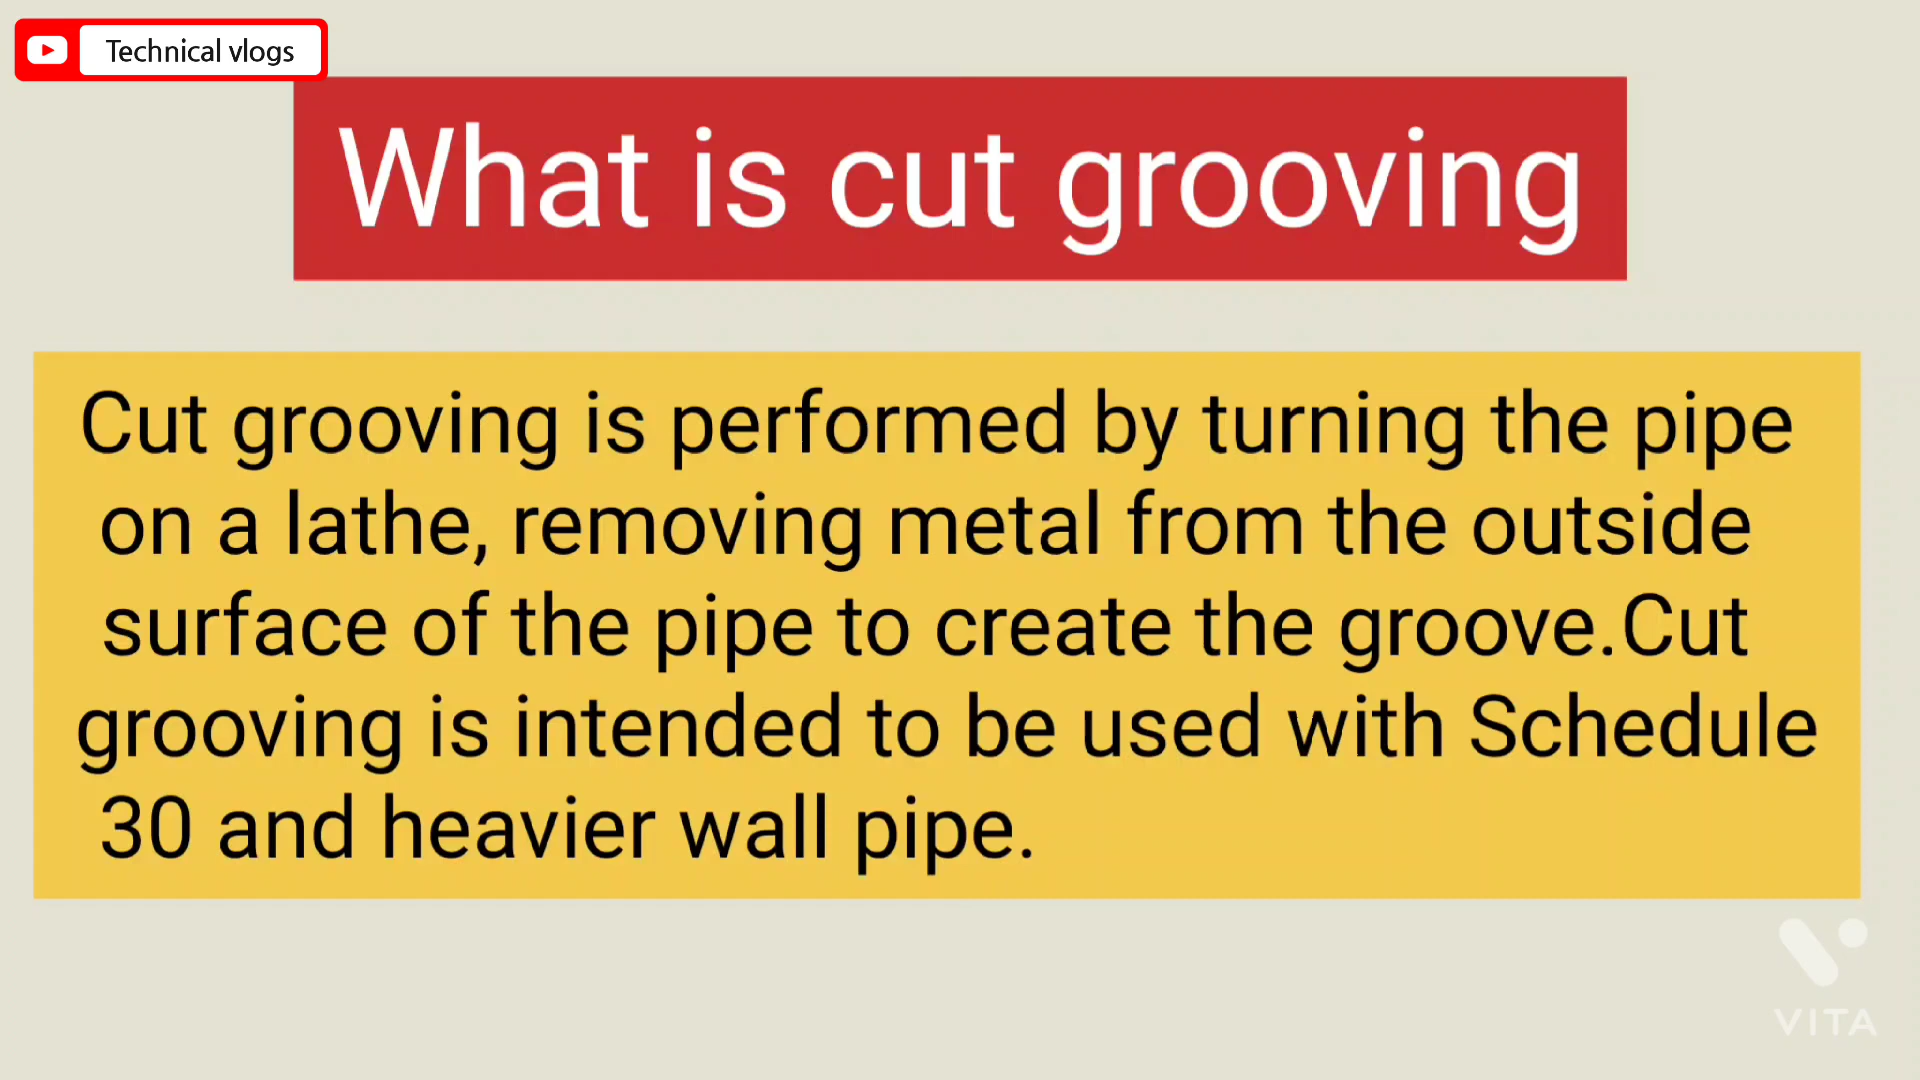 Technical vlogs
What is cut grooving
Cut grooving is performed by turning the pipe
on a lathe, removing metal from the outside
surface of the pipe to create the groove.Cut
grooving is intended to be used with Schedule
30 and heavier wall pipe.
VITA